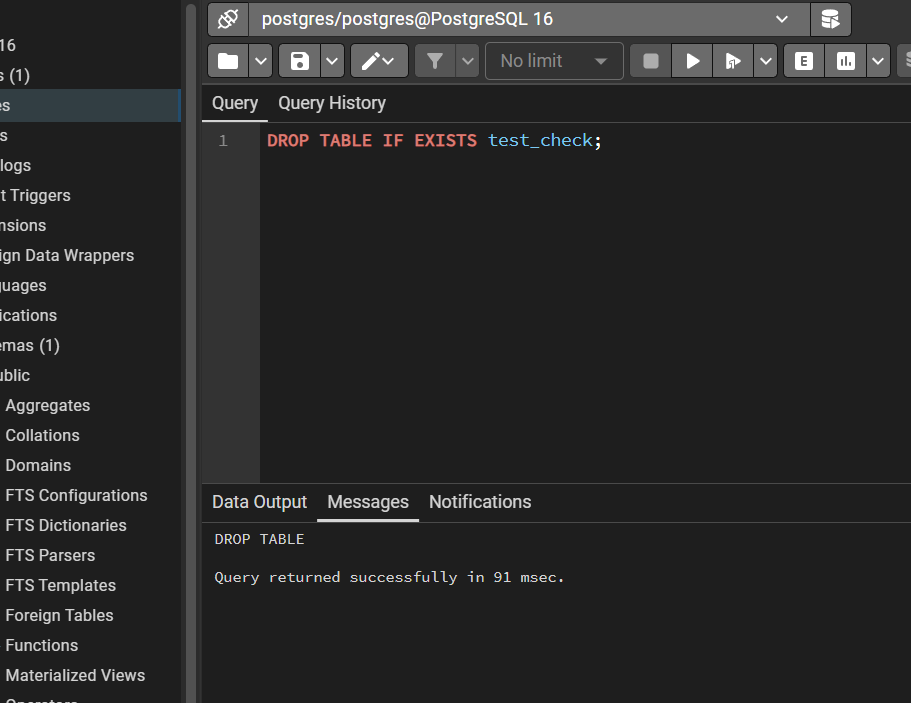 postgres/postgres@PostgreSQL 16
No limit
E
Query Query History
1 DROP TABLE IF EXISTS test_check;
Data Output Messages Notifications
DROP TABLE
Query returned successfully in 91 msec.
16
s (1)
es
s
logs
t Triggers
nsions
ign Data Wrappers
guages
ications
emas (1)
ublic
Aggregates
Collations
Domains
FTS Configurations
FTS Dictionaries
FTS Parsers
FTS Templates
Foreign Tables
Functions
Materialized Views
Operators